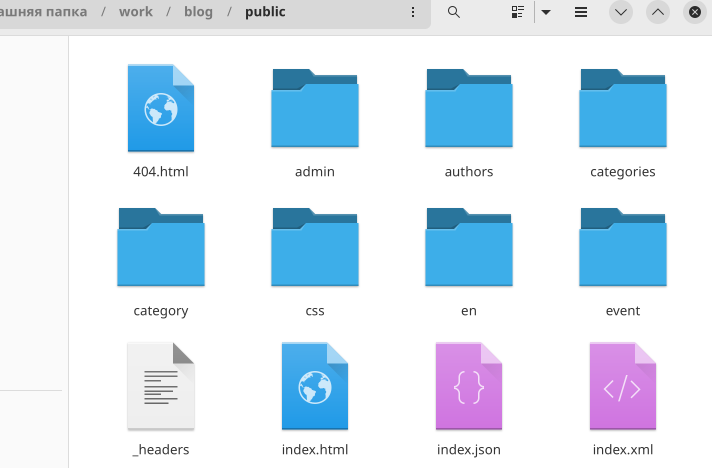 папка / work / blog / public
404.html admin authors categories
category css en event
_headers index.html index.json index.xml